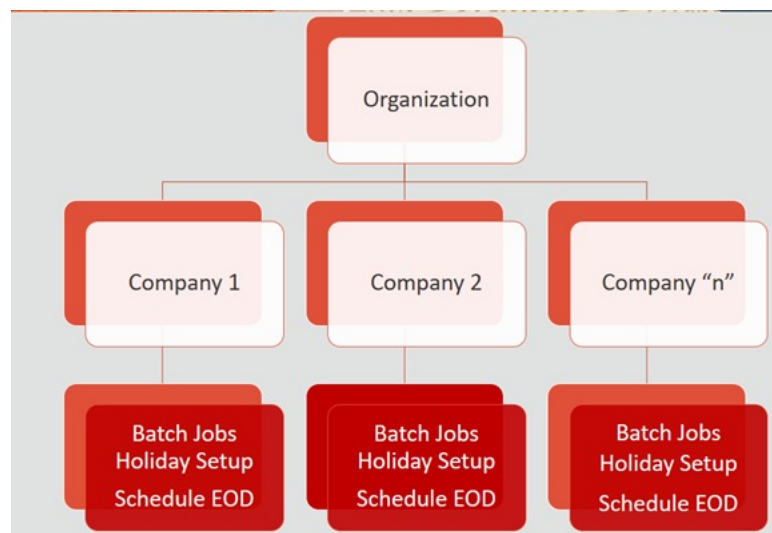 Organization
Company 1
Company 2
Company “n”
Batch Jobs
Holiday Setup
Schedule EOD
Batch Jobs
Holiday Setup
Schedule EOD
Batch Jobs
Holiday Setup
Schedule EOD